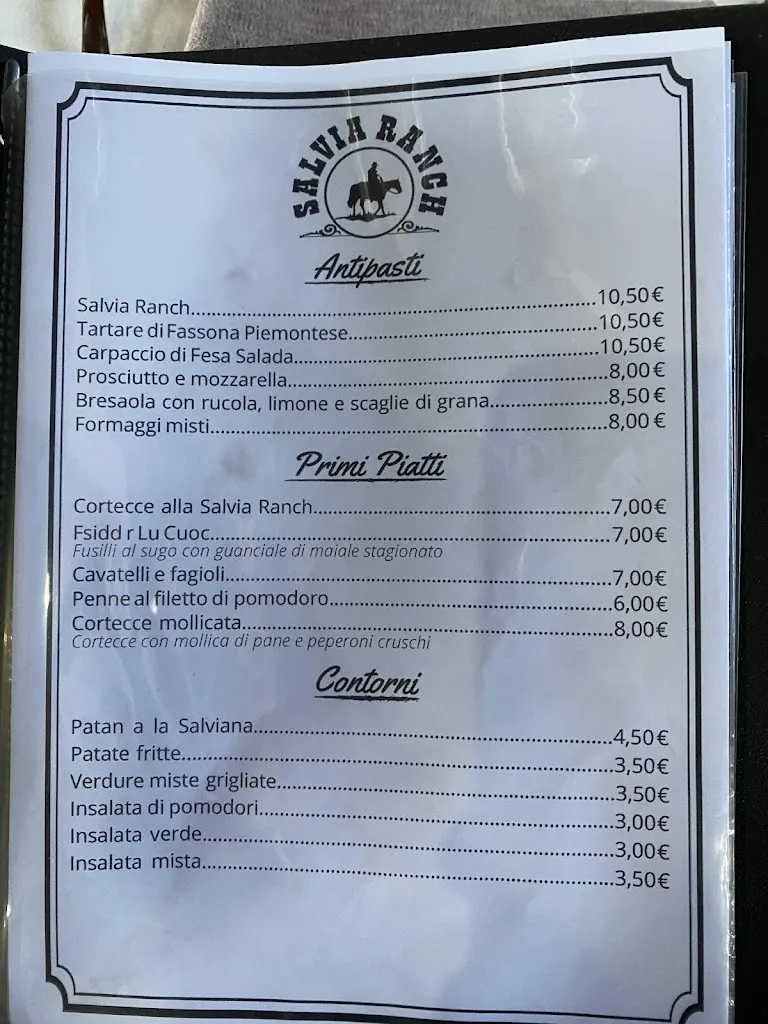 SALVIA RANCH
Antipasti
Salvia Ranch.....10,50€
Tartare di Fassona Piemontese.....10,50€
Carpaccio di Fesa Salada.....10,50€
Prosciutto e mozzarella.....8,00€
Bresaola con rucola, limone e scaglie di grana.....8,50€
Formaggi misti.....8,00€
Primi Piatti
Cortecce alla Salvia Ranch.....7,00€
Fsidd r Lu Cuoc.....7,00€
Fusilli al sugo con guanciale di maiale stagionato
Cavatelli e fagioli.....7,00€
Penne al filetto di pomodoro.....6,00€
Cortecce mollicata.....8,00€
Cortecce con mollica di pane e peperoni cruschi
Contorni
Patan a la Salviana.....4,50€
Patate fritte.....3,50€
Verdure miste grigliate.....3,50€
Insalata di pomodori.....3,00€
Insalata verde.....3,00€
Insalata mista.....3,50€